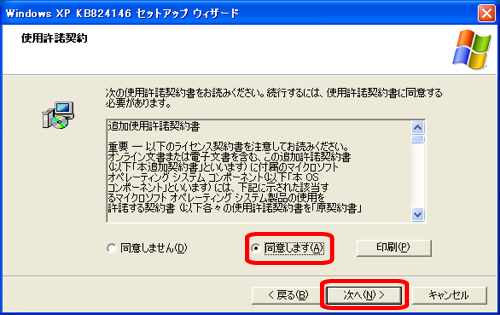 Windows XP KB824146 セットアップ ウィザード
使用許諾契約
次の使用許諾契約書をお読みください。続行するには、使用許諾契約書に同意する
必要があります。
追加使用許諾契約書
重要 ― 以下のライセンス契約書を注意してお読みください。
オンライン文書または電子文書を含む、この追加許諾契約書
(以下「本追加契約書」といいます) に付属のマイクロソフト
オペレーティング システム コンポーネント(以下「本 OS
コンポーネント」といいます) には、下記に示された該当す
るマイクロソフト オペレーティング システム製品の使用を
許諾する契約書 (以下各々の使用許諾契約書を「原契約書」
同意しません(D) 同意します(A) 印刷(P)
< 戻る(B) 次へ(N) > キャンセル